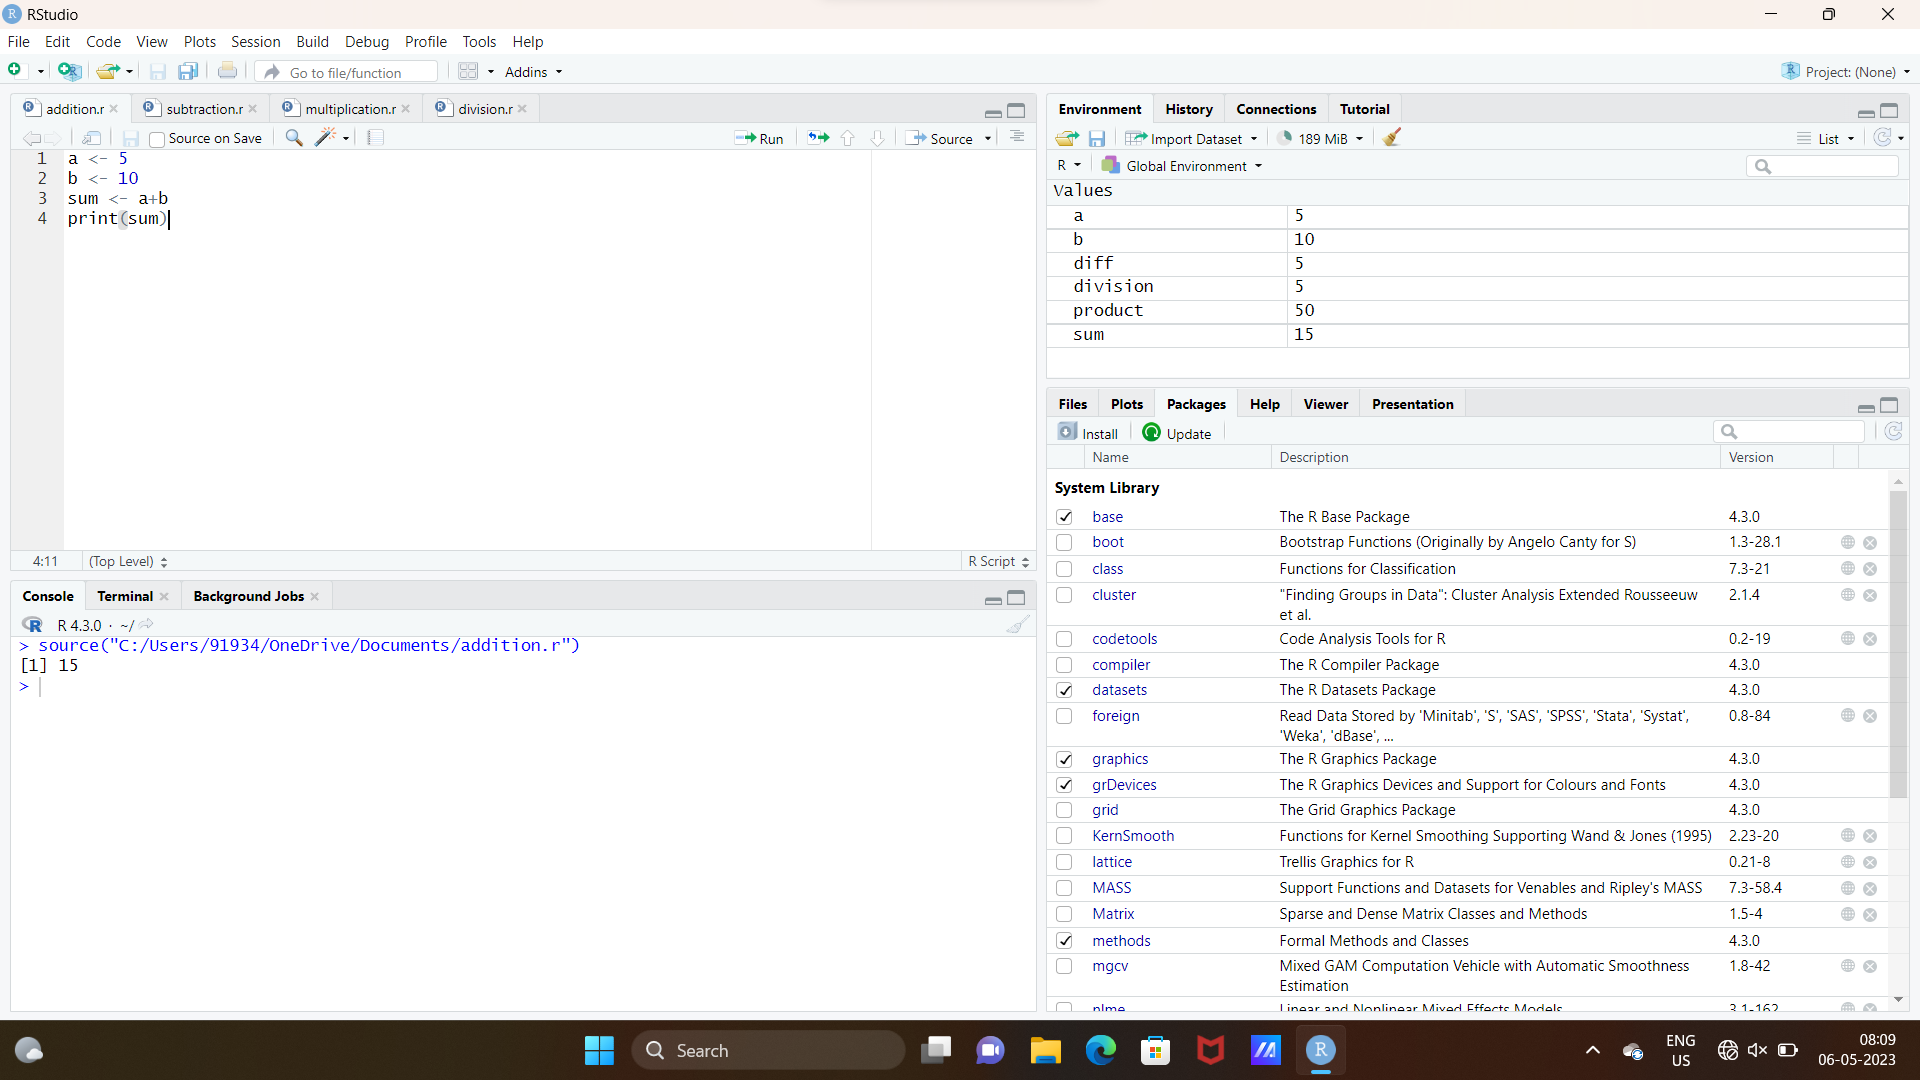 RStudio
File Edit Code View Plots Session Build Debug Profile Tools Help
Go to file/function Addins Project: (None)
addition.r subtraction.r multiplication.r division.r
Source on Save Run Source
1 a <- 5
2 b <- 10
3 sum <- a+b
4 print(sum)
4:11 (Top Level) R Script
Console Terminal Background Jobs
R 4.3.0 · ~/
> source("C:/Users/91934/OneDrive/Documents/addition.r")
[1] 15
>
Environment History Connections Tutorial
Import Dataset 189 MiB List
R Global Environment
Values
a 5
b 10
diff 5
division 5
product 50
sum 15
Files Plots Packages Help Viewer Presentation
Install Update
Name Description Version
System Library
base The R Base Package 4.3.0
boot Bootstrap Functions (Originally by Angelo Canty for S) 1.3-28.1
class Functions for Classification 7.3-21
cluster "Finding Groups in Data": Cluster Analysis Extended Rousseeuw 2.1.4
et al.
codetools Code Analysis Tools for R 0.2-19
compiler The R Compiler Package 4.3.0
datasets The R Datasets Package 4.3.0
foreign Read Data Stored by 'Minitab', 'S', 'SAS', 'SPSS', 'Stata', 'Systat', 0.8-84
'Weka', 'dBase', ...
graphics The R Graphics Package 4.3.0
grDevices The R Graphics Devices and Support for Colours and Fonts 4.3.0
grid The Grid Graphics Package 4.3.0
KernSmooth Functions for Kernel Smoothing Supporting Wand & Jones (1995) 2.23-20
lattice Trellis Graphics for R 0.21-8
MASS Support Functions and Datasets for Venables and Ripley's MASS 7.3-58.4
Matrix Sparse and Dense Matrix Classes and Methods 1.5-4
methods Formal Methods and Classes 4.3.0
mgcv Mixed GAM Computation Vehicle with Automatic Smoothness 1.8-42
Estimation
nlme Linear and Nonlinear Mixed Effects Models 3.1-162
Search
ENG
US
08:09
06-05-2023